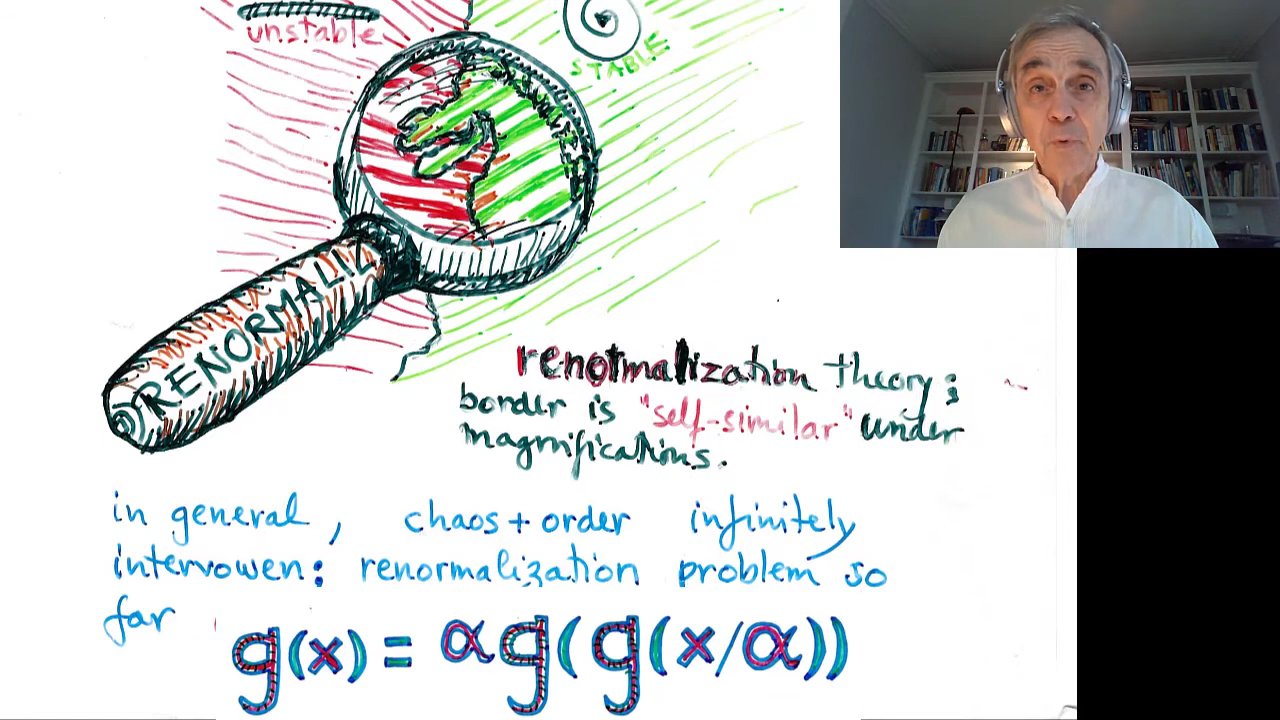 unstable
STABLE
RENORMALIZ
renormalization theory:
border is "self-similar" under
magnifications.
in general, chaos + order infinitely
intervowen: renormalization problem so
far
g(x) = αg(g(x/α))